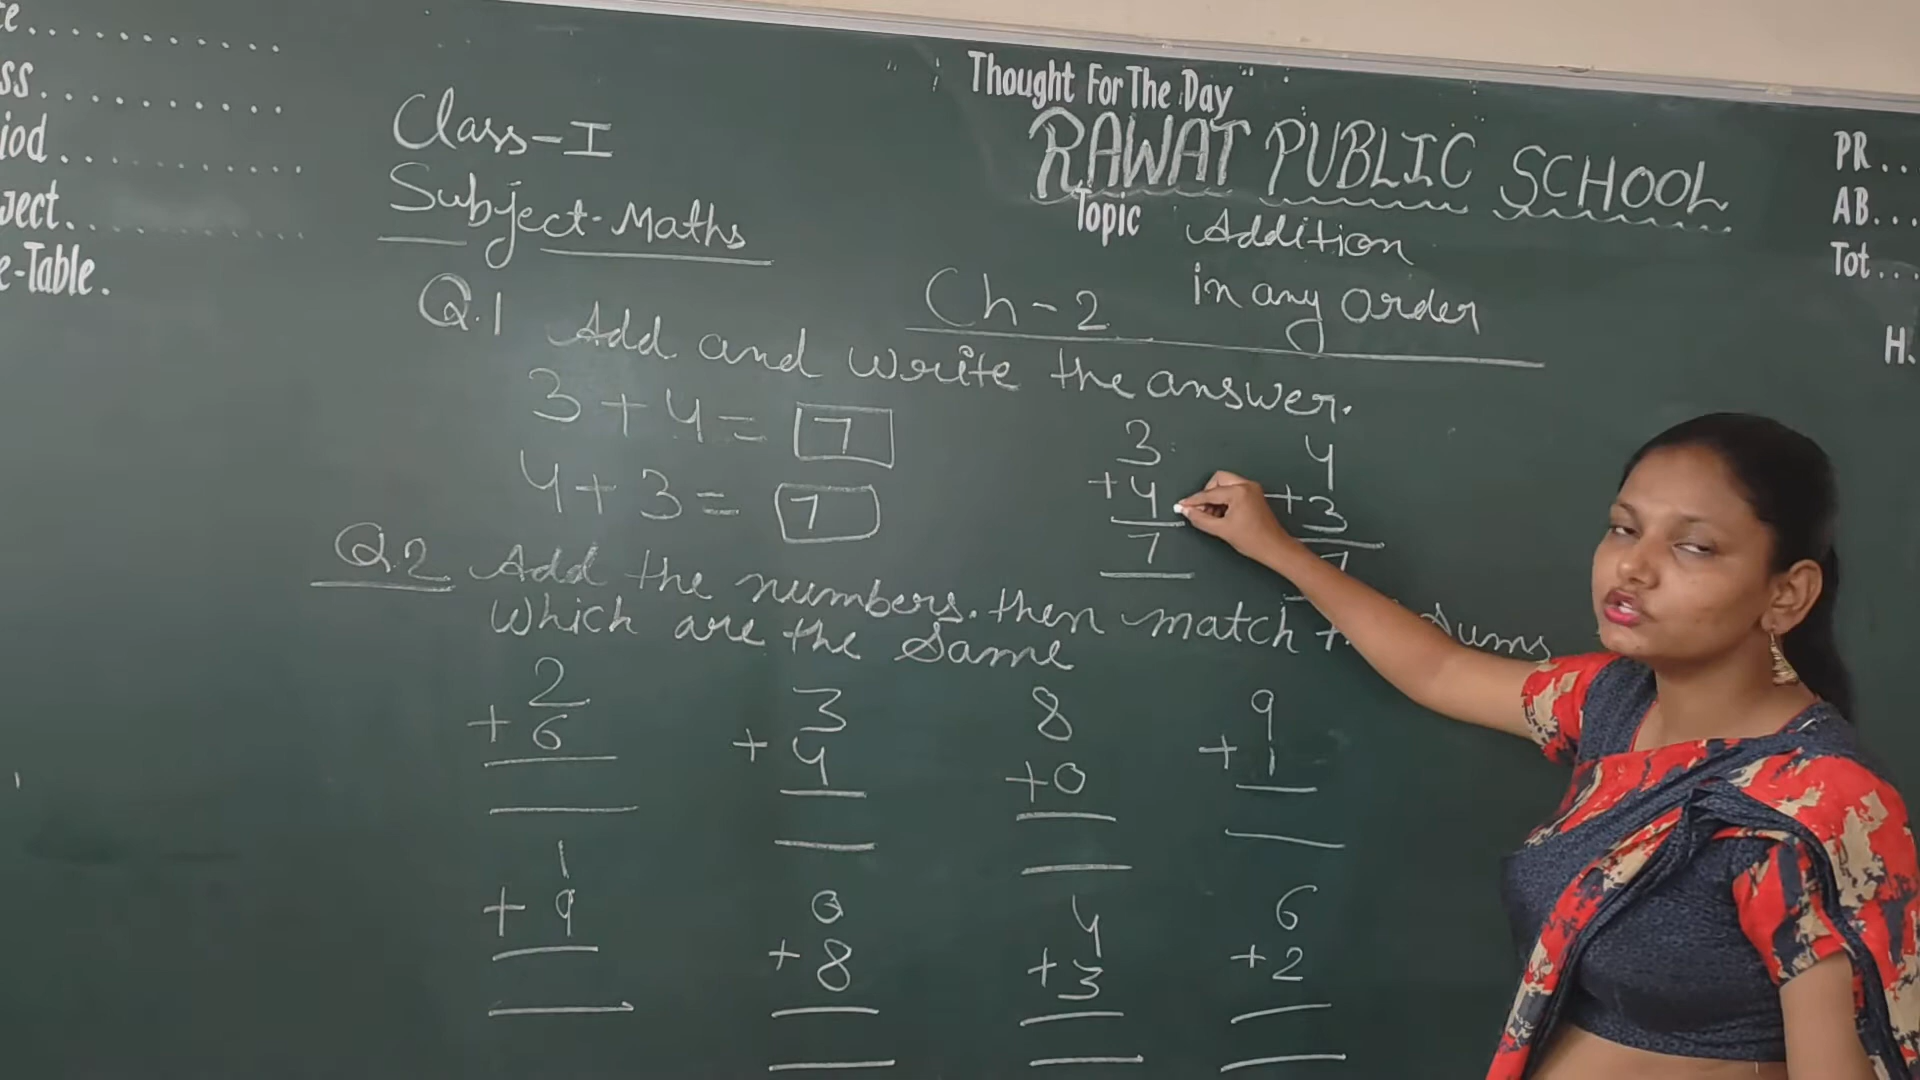 Thought For The Day
RAWAT PUBLIC SCHOOL
Class-I
Subject-Maths
Topic Addition
in any order
Ch-2
PR..
AB...
Tot...
H.
ject......
e-Table.
Q.1 Add and write the answer.
3+4= 7
4+3= 7
3
+4
7
4
+3
7
Q.2 Add the numbers. then match sums
which are the same
2
+6
3
+4
8
+0
9
+1
1
+9
0
+8
4
+3
6
+2